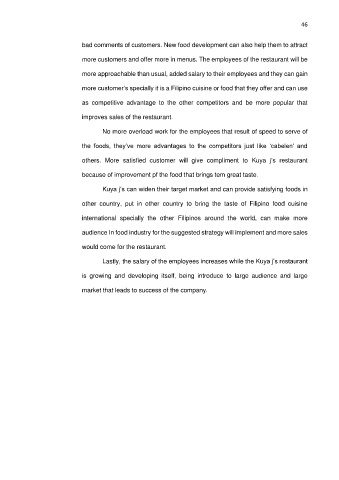 46
bad comments of customers. New food development can also help them to attract
more customers and offer more in menus. The employees of the restaurant will be
more approachable than usual, added salary to their employees and they can gain
more customer's specially it is a Filipino cuisine or food that they offer and can use
as competitive advantage to the other competitors and be more popular that
improves sales of the restaurant.
No more overload work for the employees that result of speed to serve of
the foods, they've more advantages to the competitors just like 'cabalen' and
others. More satisfied customer will give compliment to Kuya j's restaurant
because of improvement pf the food that brings tem great taste.
Kuya j's can widen their target market and can provide satisfying foods in
other country, put in other country to bring the taste of Filipino food cuisine
international specially the other Filipinos around the world, can make more
audience In food industry for the suggested strategy will implement and more sales
would come for the restaurant.
Lastly, the salary of the employees increases while the Kuya j's restaurant
is growing and developing itself, being introduce to large audience and large
market that leads to success of the company.